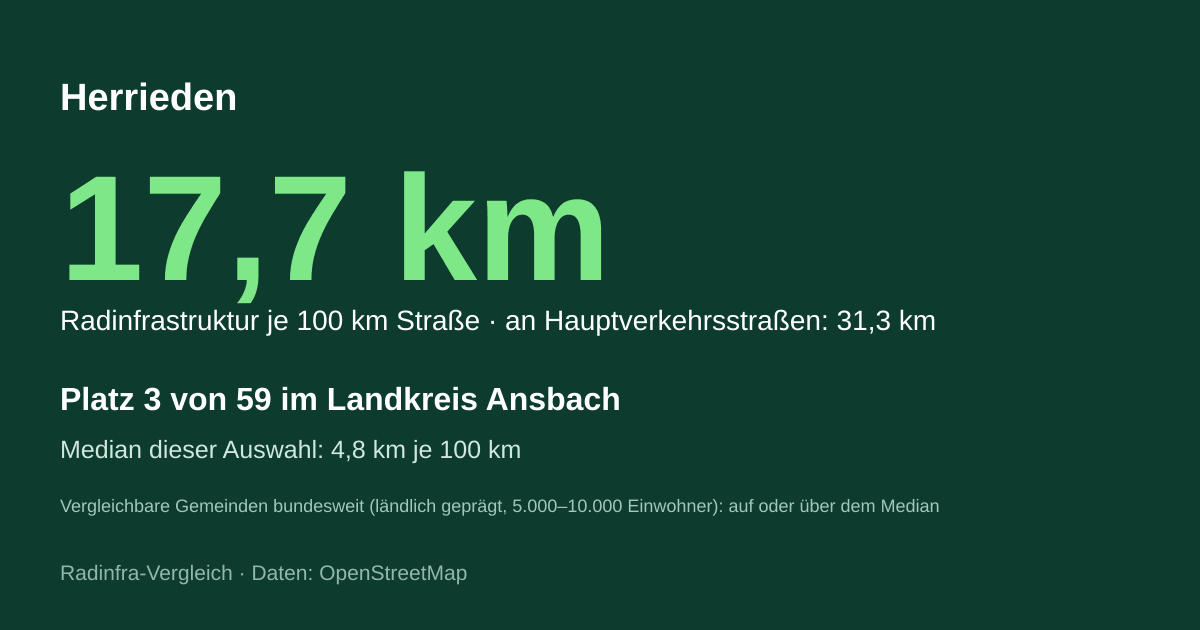 Herrieden
17,7 km
Radinfrastruktur je 100 km Straße · an Hauptverkehrsstraßen: 31,3 km
Platz 3 von 59 im Landkreis Ansbach
Median dieser Auswahl: 4,8 km je 100 km
Vergleichbare Gemeinden bundesweit (ländlich geprägt, 5.000–10.000 Einwohner): auf oder über dem Median
Radinfra-Vergleich · Daten: OpenStreetMap